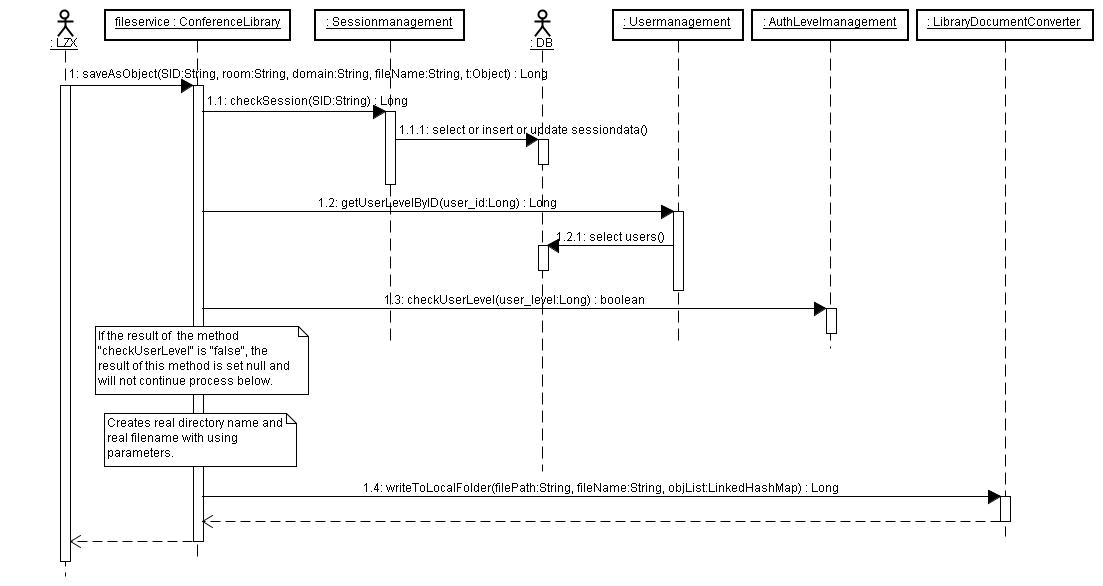 fileservice : ConferenceLibrary
: Sessionmanagement
: Usermanagement
: AuthLevelmanagement
: LibraryDocumentConverter
: LZX
: DB
1: saveAsObject(SID:String, room:String, domain:String, fileName:String, t:Object) : Long
1.1: checkSession(SID:String) : Long
1.1.1: select or insert or update sessiondata()
1.2: getUserLevelByID(user_id:Long) : Long
1.2.1: select users()
1.3: checkUserLevel(user_level:Long) : boolean
If the result of the method
"checkUserLevel" is "false", the
result of this method is set null and
will not continue process below.
Creates real directory name and
real filename with using
parameters.
1.4: writeToLocalFolder(filePath:String, fileName:String, objList:LinkedHashMap) : Long